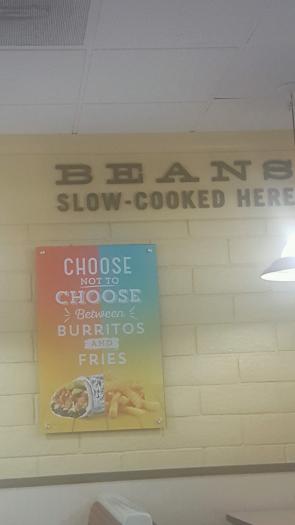 BEANS
SLOW-COOKED HERE
CHOOSE
NOT TO
CHOOSE
Between
BURRITOS
AND
FRIES